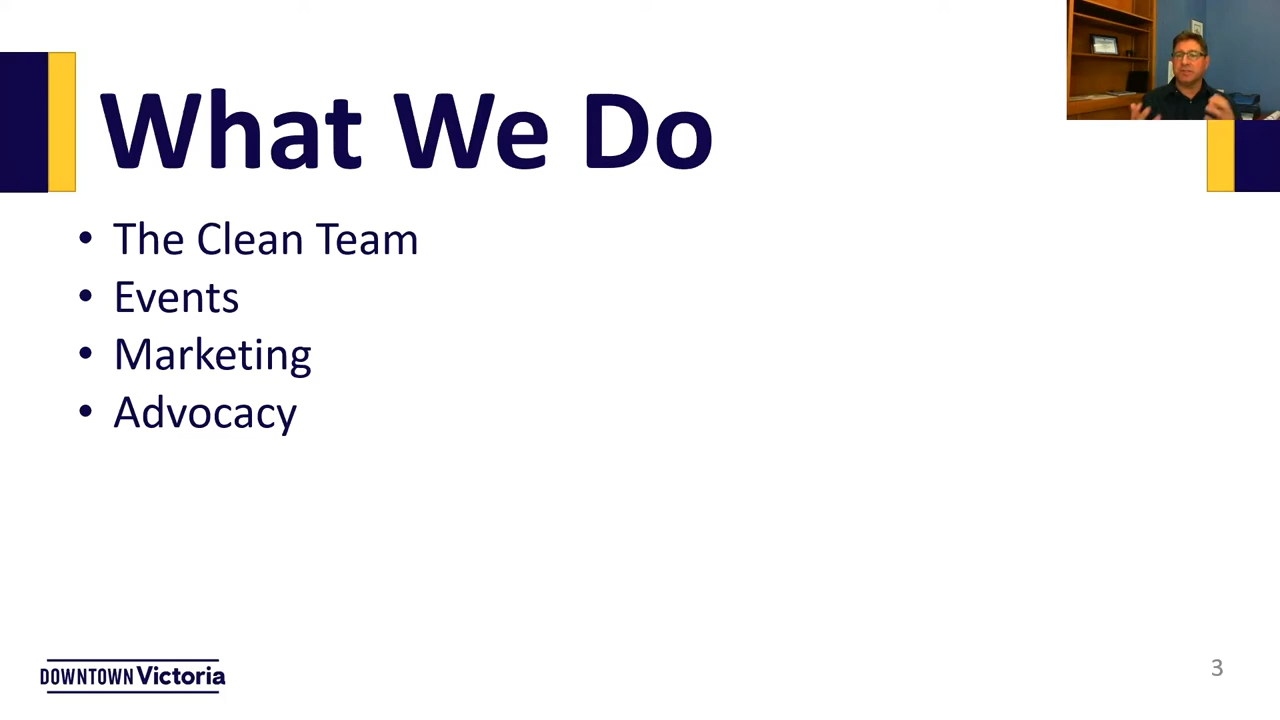 What We Do
• The Clean Team
• Events
• Marketing
• Advocacy
DOWNTOWN Victoria
3